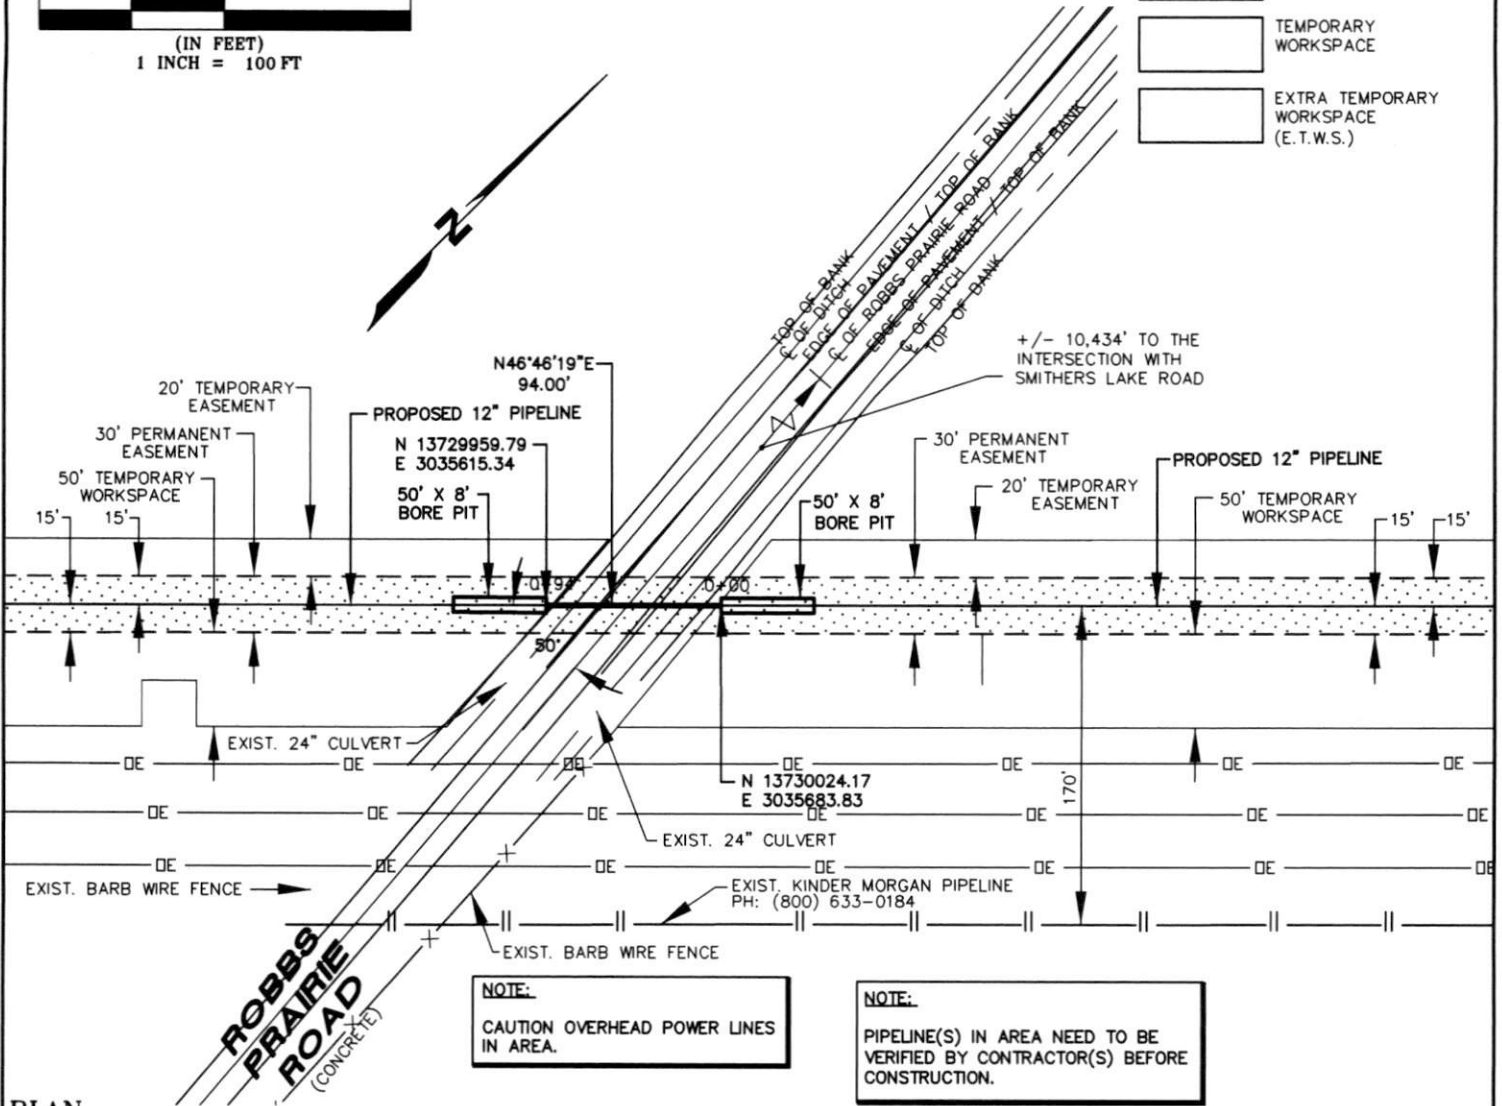 (IN FEET)
1 INCH = 100 FT
TEMPORARY
WORKSPACE
EXTRA TEMPORARY
WORKSPACE
(E.T.W.S.)
N
TOP OF BANK
℄ OF DITCH
EDGE OF PAVEMENT / TOP OF BANK
℄ OF ROBBS PRAIRIE ROAD
EDGE OF PAVEMENT / TOP OF BANK
℄ OF DITCH
TOP OF BANK
+/- 10,434' TO THE
INTERSECTION WITH
SMITHERS LAKE ROAD
N
N46°46'19"E
94.00'
20' TEMPORARY
EASEMENT
PROPOSED 12" PIPELINE
30' PERMANENT
EASEMENT
N 13729959.79
E 3035615.34
50' TEMPORARY
WORKSPACE
50' X 8'
BORE PIT
15'
15'
50' X 8'
BORE PIT
30' PERMANENT
EASEMENT
20' TEMPORARY
EASEMENT
PROPOSED 12" PIPELINE
50' TEMPORARY
WORKSPACE
15'
15'
0+94
0+00
50'
EXIST. 24" CULVERT
OE OE OE OE OE OE OE
N 13730024.17
E 3035683.83
170'
OE OE OE OE OE OE OE
EXIST. 24" CULVERT
OE OE OE OE OE OE OE
EXIST. BARB WIRE FENCE
EXIST. KINDER MORGAN PIPELINE
PH: (800) 633-0184
EXIST. BARB WIRE FENCE
ROBBS
PRAIRIE
ROAD
(CONCRETE)
NOTE:
CAUTION OVERHEAD POWER LINES
IN AREA.
NOTE:
PIPELINE(S) IN AREA NEED TO BE
VERIFIED BY CONTRACTOR(S) BEFORE
CONSTRUCTION.
PLAN